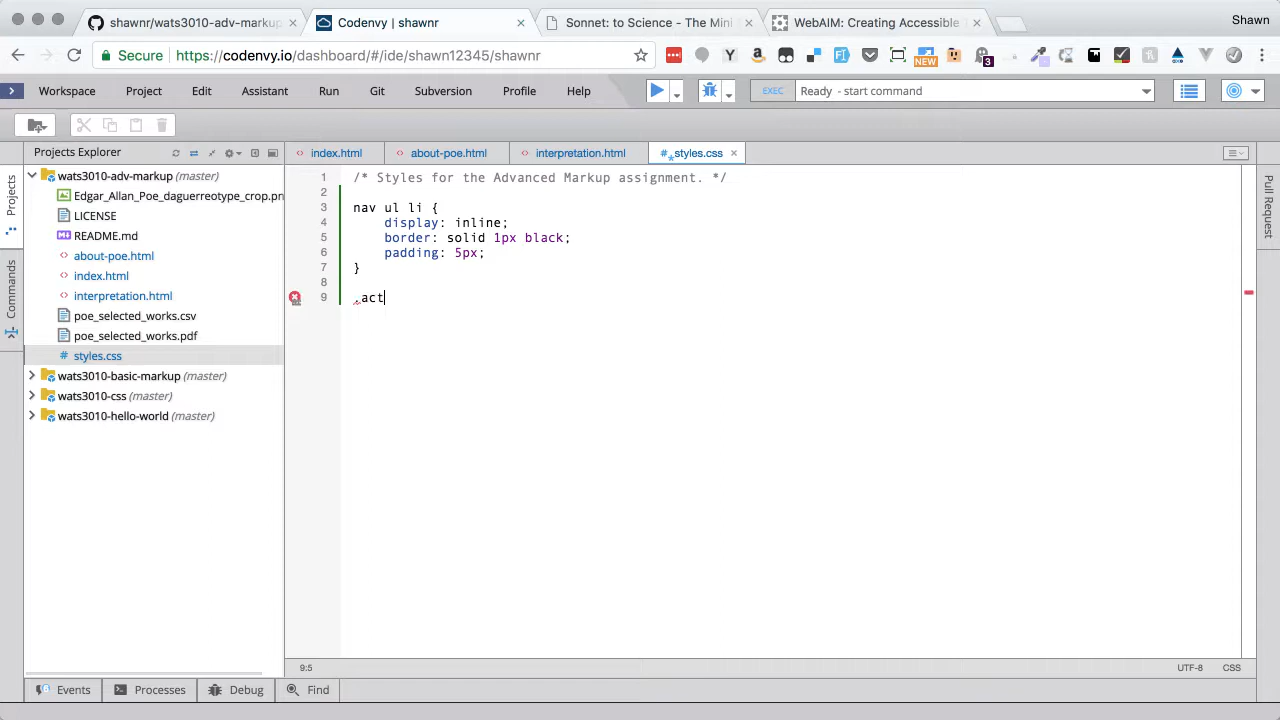 shawnr/wats3010-adv-markup
Codenvy | shawnr
Sonnet: to Science - The Min
WebAIM: Creating Accessible
Shawn
Secure
https://codenvy.io/dashboard/#/ide/shawn12345/shawnr
NEW
3
Workspace Project Edit Assistant Run Git Subversion Profile Help
EXEC Ready - start command
Projects Explorer
index.html about-poe.html interpretation.html styles.css
Projects
Commands
Pull Request
wats3010-adv-markup (master)
Edgar_Allan_Poe_daguerreotype_crop.pn
LICENSE
README.md
about-poe.html
index.html
interpretation.html
poe_selected_works.csv
poe_selected_works.pdf
styles.css
wats3010-basic-markup (master)
wats3010-css (master)
wats3010-hello-world (master)
1 /* Styles for the Advanced Markup assignment. */
2
3 nav ul li {
4 display: inline;
5 border: solid 1px black;
6 padding: 5px;
7 }
8
9 .act
9:5 UTF-8 CSS
Events Processes Debug Find